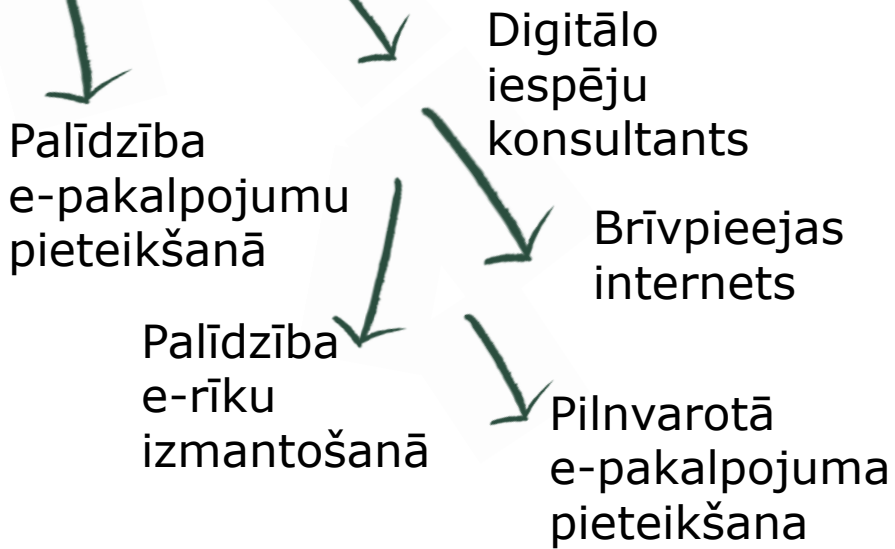 Digitālo
iespēju
konsultants
Palīdzība
e-pakalpojumu
pieteikšanā
Brīvpieejas
internets
Palīdzība
e-rīku
izmantošanā
Pilnvarotā
e-pakalpojuma
pieteikšana